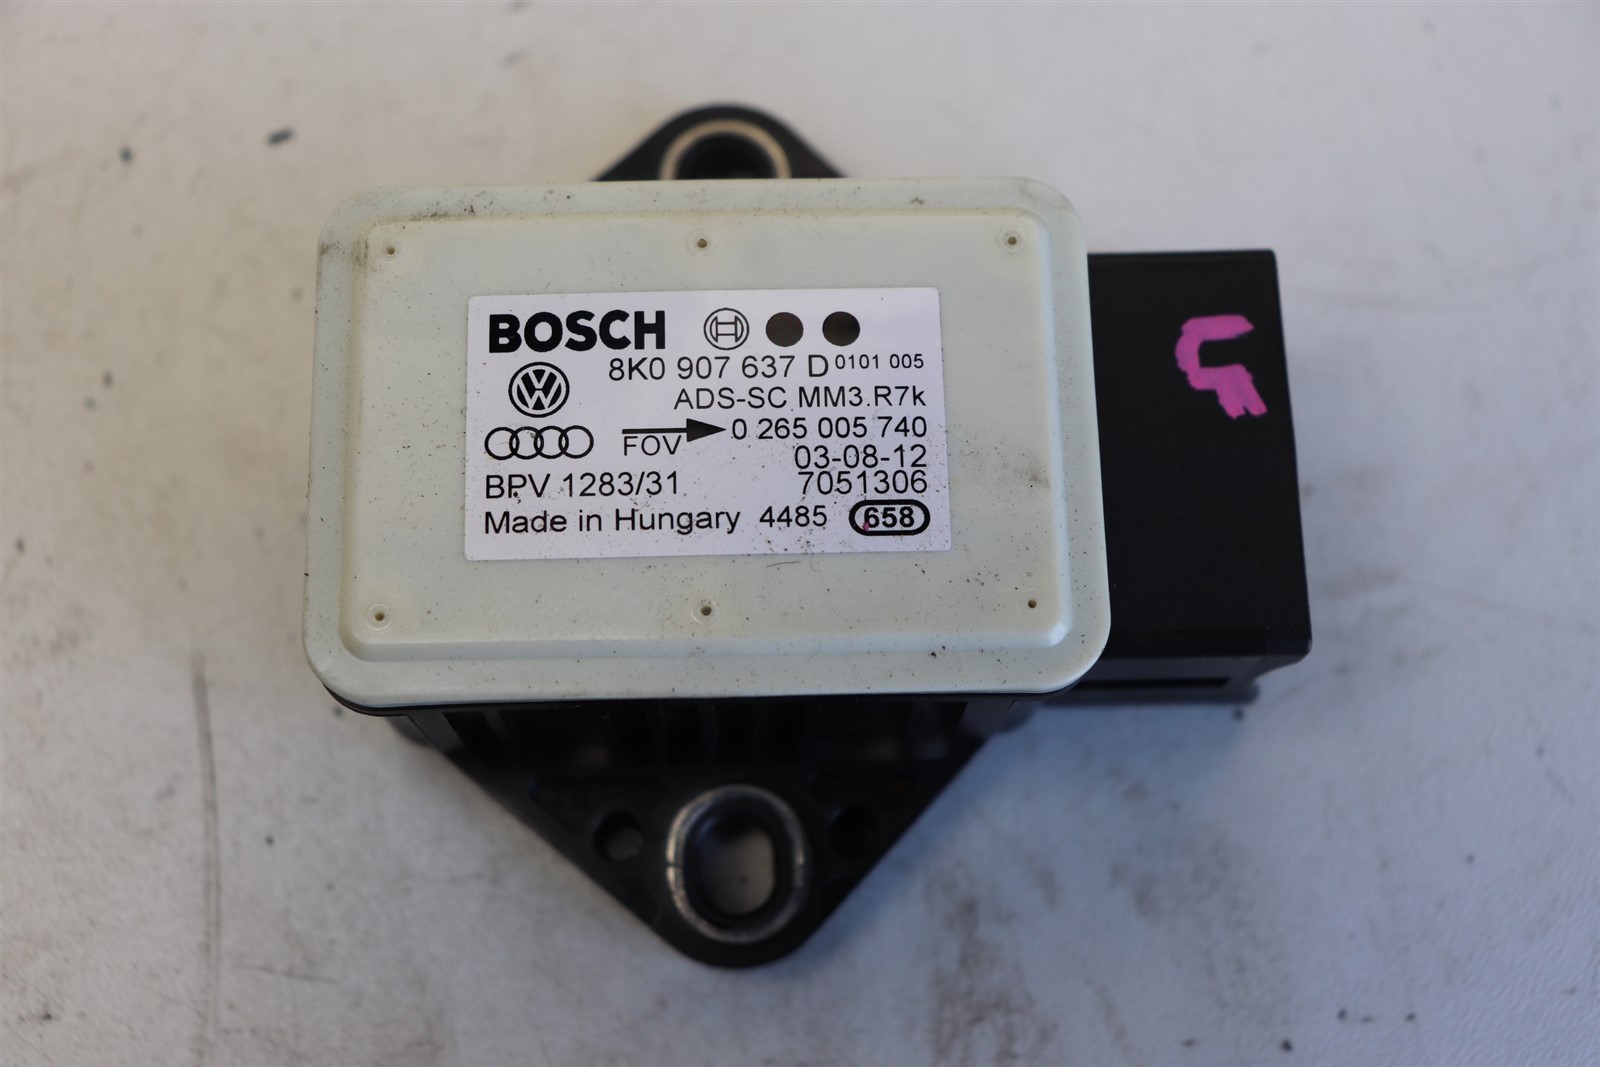 BOSCH
8K0 907 637 D 0101 005
ADS-SC MM3.R7k
FOV 0 265 005 740
03-08-12
BPV 1283/31 7051306
Made in Hungary 4485 658